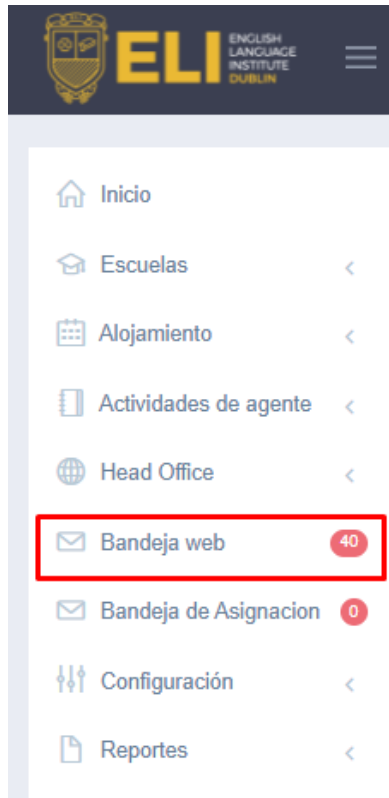 ELI
ENGLISH
LANGUAGE
INSTITUTE
DUBLIN
Inicio
Escuelas
Alojamiento
Actividades de agente
Head Office
Bandeja web 40
Bandeja de Asignacion 0
Configuración
Reportes